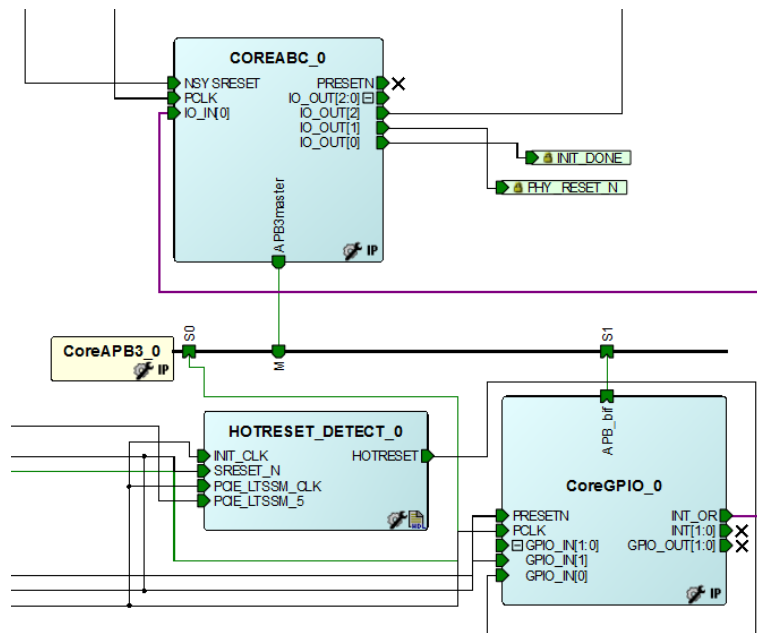 COREABC_0
NSYSRESET
PCLK
IO_IN[0]
PRESETN
IO_OUT[2:0]
IO_OUT[2]
IO_OUT[1]
IO_OUT[0]
APB3master
IP
INIT_DONE
PHY_RESET_N
CoreAPB3_0
IP
S0
M
S1
HOTRESET_DETECT_0
INIT_CLK
SRESET_N
PCIE_LTSSM_CLK
PCIE_LTSSM_5
HOTRESET
HDL
APB_bif
CoreGPIO_0
PRESETN
PCLK
GPIO_IN[1:0]
GPIO_IN[1]
GPIO_IN[0]
INT_OR
INT[1:0]
GPIO_OUT[1:0]
IP